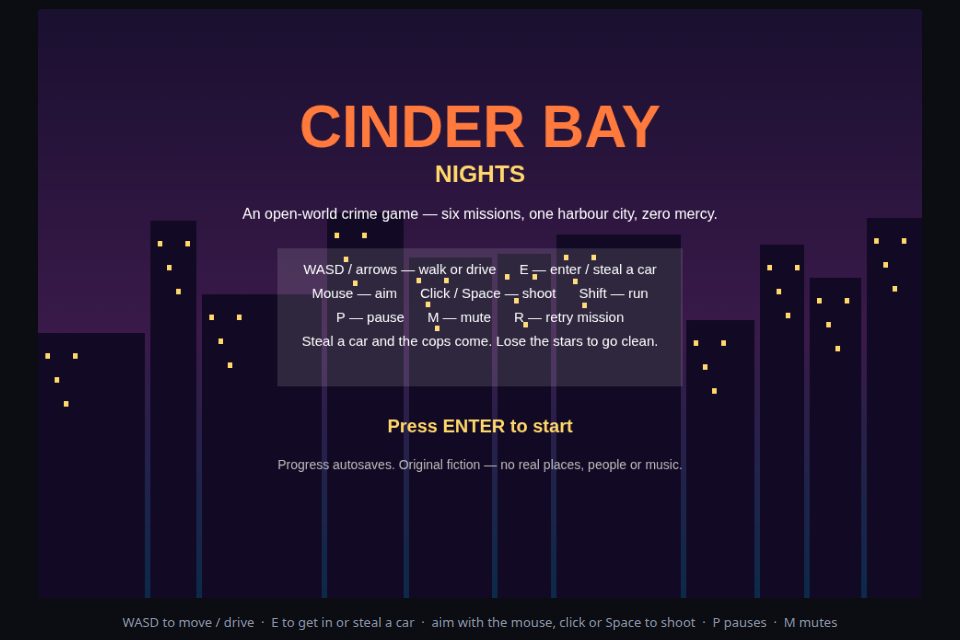 CINDER BAY
NIGHTS
An open-world crime game — six missions, one harbour city, zero mercy.
WASD / arrows — walk or drive E — enter / steal a car
Mouse — aim Click / Space — shoot Shift — run
P — pause M — mute R — retry mission
Steal a car and the cops come. Lose the stars to go clean.
Press ENTER to start
Progress autosaves. Original fiction — no real places, people or music.
WASD to move / drive · E to get in or steal a car · aim with the mouse, click or Space to shoot · P pauses · M mutes